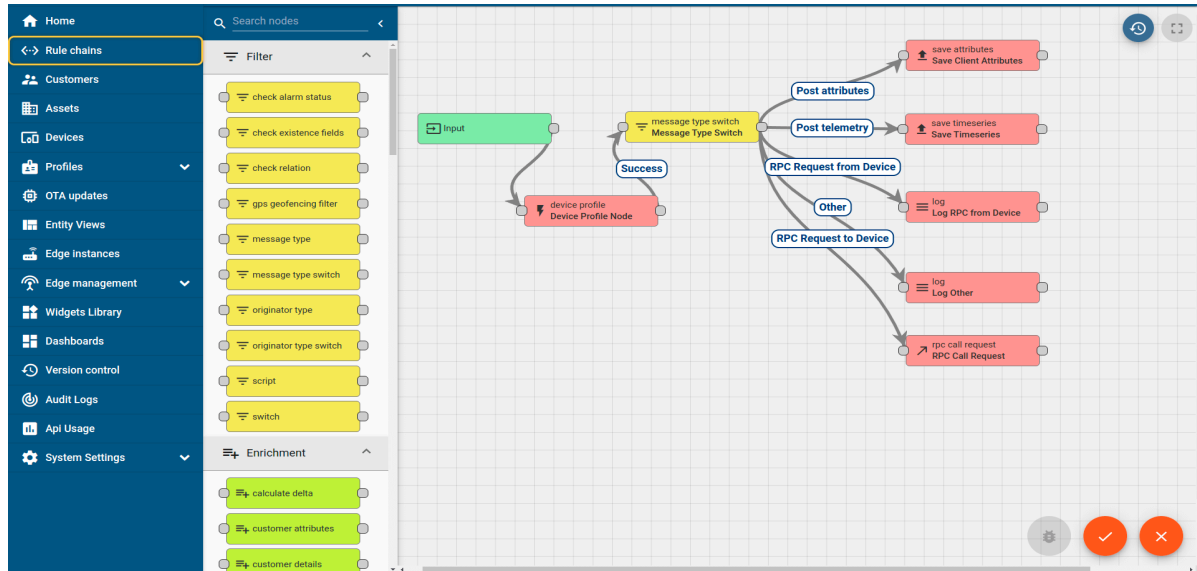 Home
Rule chains
Customers
Assets
Devices
Profiles
OTA updates
Entity Views
Edge instances
Edge management
Widgets Library
Dashboards
Version control
Audit Logs
Api Usage
System Settings
Search nodes
Filter
check alarm status
check existence fields
check relation
gps geofencing filter
message type
message type switch
originator type
originator type switch
script
switch
Enrichment
calculate delta
customer attributes
customer details
Input
device profile
Device Profile Node
Success
message type switch
Message Type Switch
Post attributes
Post telemetry
RPC Request from Device
Other
RPC Request to Device
save attributes
Save Client Attributes
save timeseries
Save Timeseries
log
Log RPC from Device
log
Log Other
rpc call request
RPC Call Request